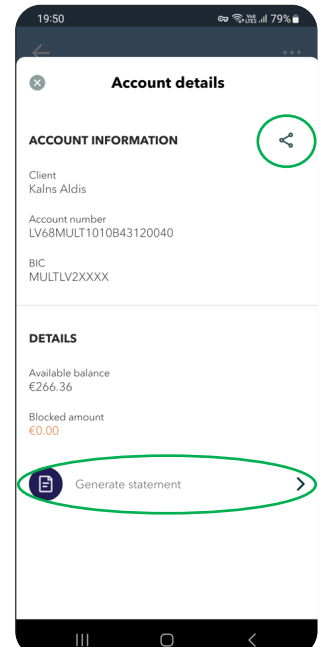 19:50 79%
Account details
ACCOUNT INFORMATION
Client
Kalns Aldis
Account number
LV68MULT1010B43120040
BIC
MULTLV2XXXX
DETAILS
Available balance
€266.36
Blocked amount
€0.00
Generate statement